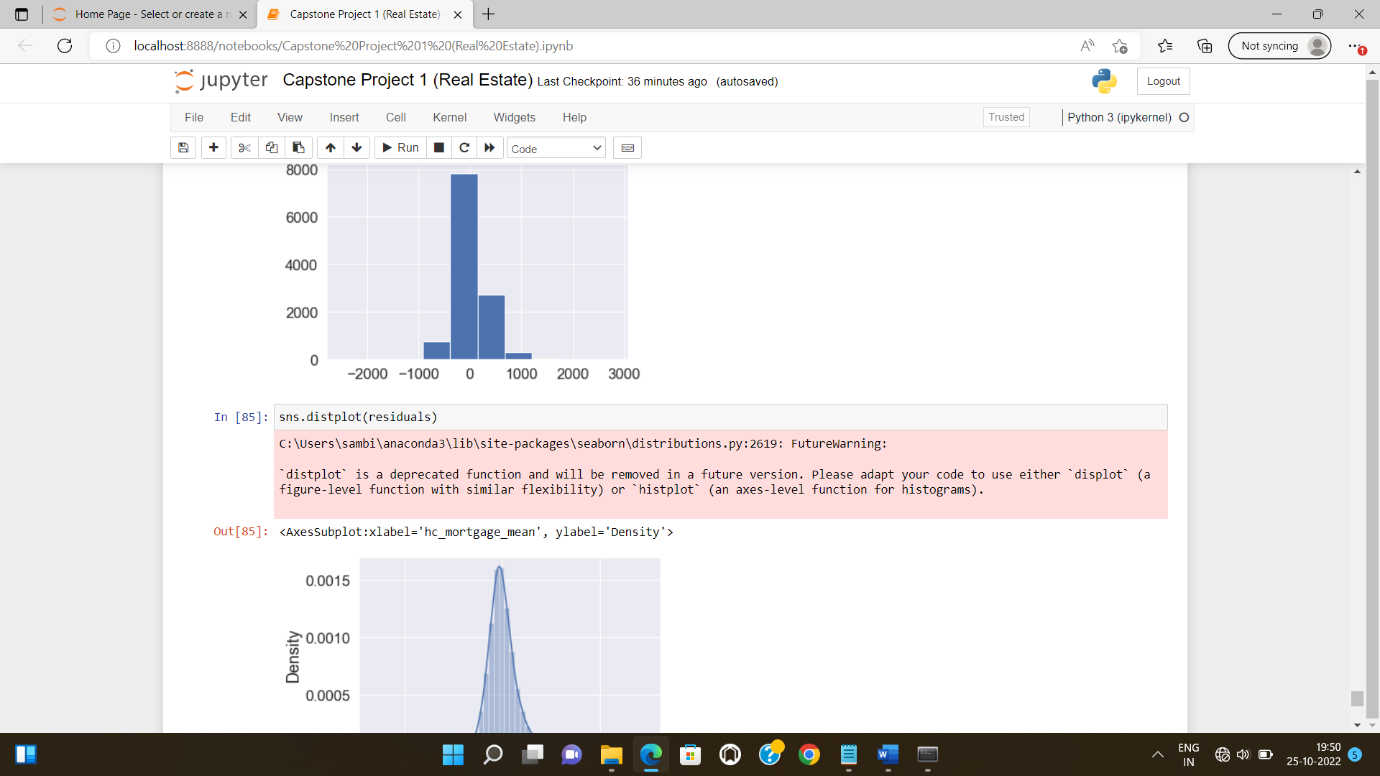 Home Page - Select or create a n
Capstone Project 1 (Real Estate)
localhost:8888/notebooks/Capstone%20Project%201%20(Real%20Estate).ipynb
Not syncing
jupyter Capstone Project 1 (Real Estate) Last Checkpoint: 36 minutes ago (autosaved)
Logout
File Edit View Insert Cell Kernel Widgets Help
Trusted
Python 3 (ipykernel)
Run
Code
8000
6000
4000
2000
0
−2000 −1000 0 1000 2000 3000
In [85]: sns.distplot(residuals)
C:\Users\sambi\anaconda3\lib\site-packages\seaborn\distributions.py:2619: FutureWarning:
`distplot` is a deprecated function and will be removed in a future version. Please adapt your code to use either `displot` (a
figure-level function with similar flexibility) or `histplot` (an axes-level function for histograms).
Out[85]: <AxesSubplot:xlabel='hc_mortgage_mean', ylabel='Density'>
0.0015
0.0010
0.0005
Density
ENG
IN
19:50
25-10-2022
5